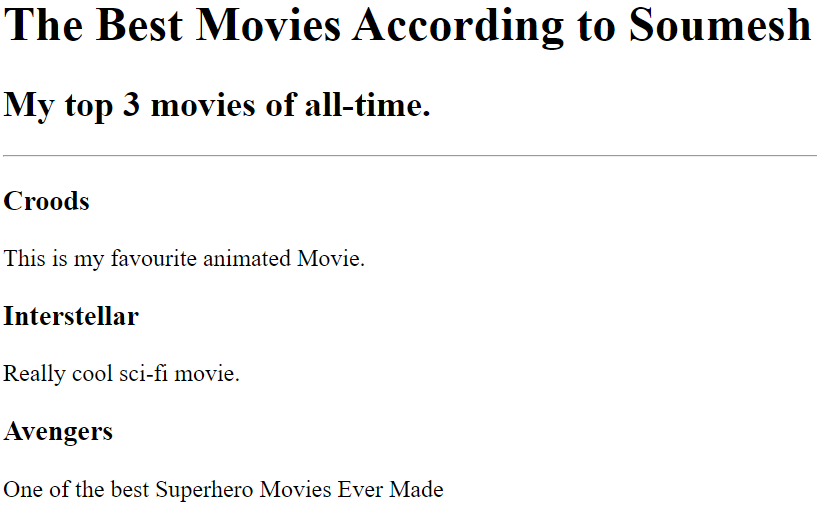 The Best Movies According to Soumesh
My top 3 movies of all-time.
Croods
This is my favourite animated Movie.
Interstellar
Really cool sci-fi movie.
Avengers
One of the best Superhero Movies Ever Made